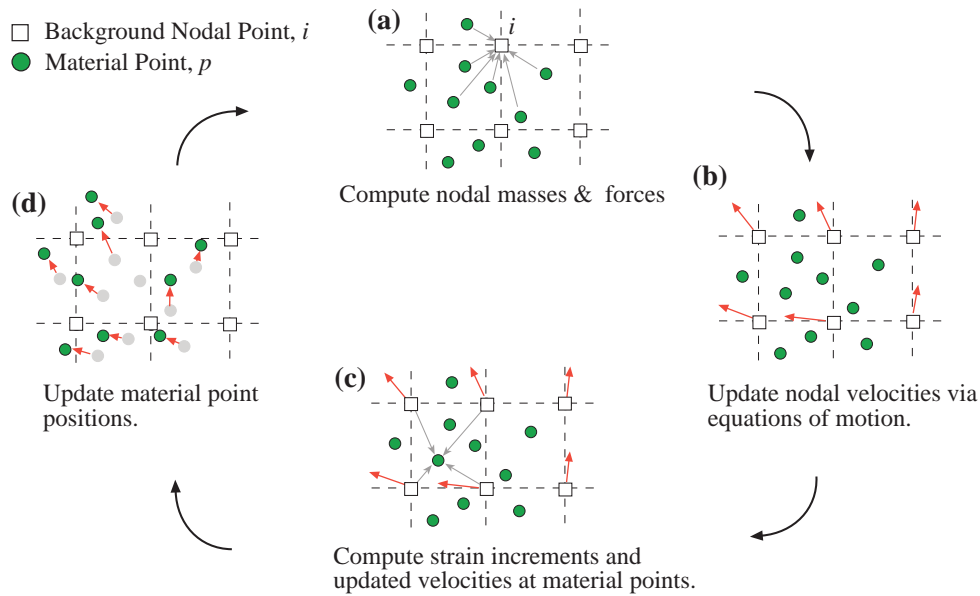 Background Nodal Point, i
Material Point, p
(a)
i
Compute nodal masses & forces
(b)
Update nodal velocities via
equations of motion.
(c)
Compute strain increments and
updated velocities at material points.
(d)
Update material point
positions.